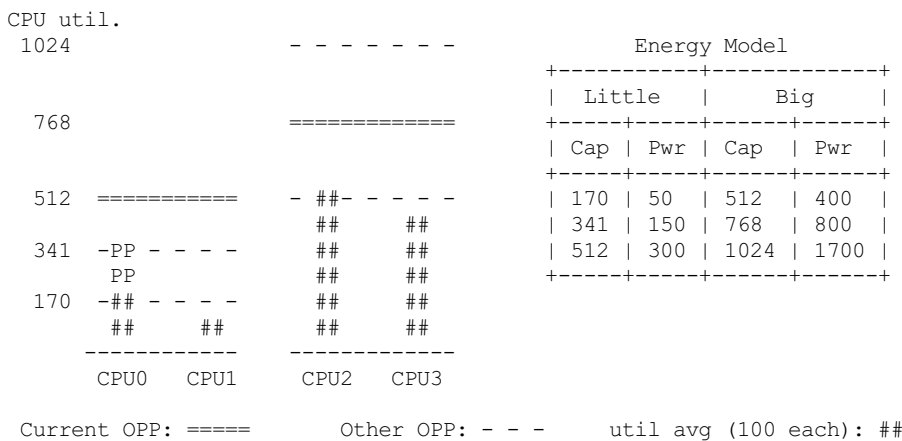 CPU util.
1024                 - - - - - - -              Energy Model
                                         +-----------+-------------+
                                         |  Little   |     Big     |
 768                 =============       +-----+-----+------+------+
                                         | Cap | Pwr | Cap  | Pwr  |
                                         +-----+-----+------+------+
 512  ===========    - ##- - - - -       | 170 | 50  | 512  | 400  |
                       ##     ##         | 341 | 150 | 768  | 800  |
 341  -PP - - - -      ##     ##         | 512 | 300 | 1024 | 1700 |
       PP              ##     ##         +-----+-----+------+------+
 170  -## - - - -      ##     ##
       ##     ##       ##     ##
     ------------    -------------
      CPU0   CPU1     CPU2   CPU3
Current OPP: =====       Other OPP: - - -     util avg (100 each): ##